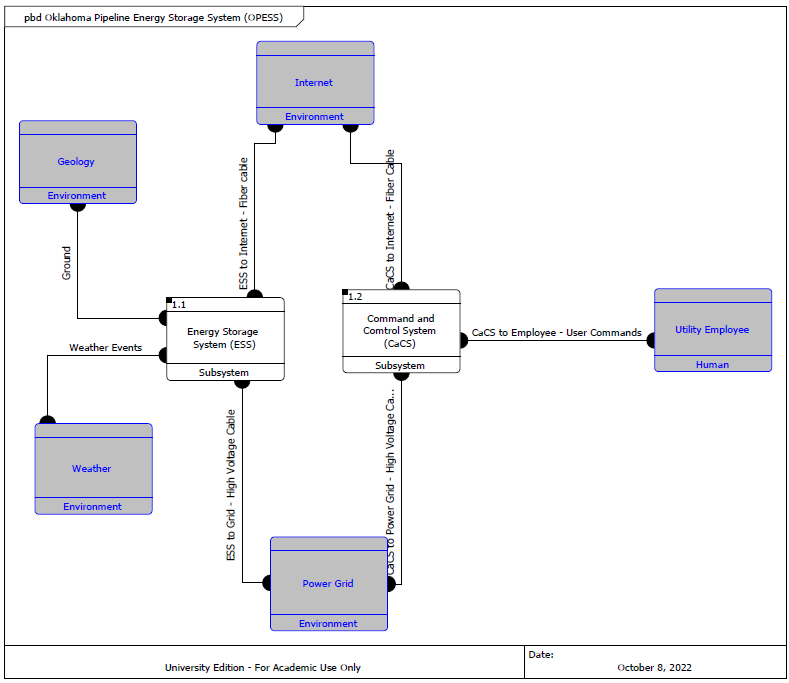 pbd Oklahoma Pipeline Energy Storage System (OPESS)
Internet
Environment
Geology
Environment
ESS to Internet - Fiber cable
CaCS to Internet - Fiber Cable
Ground
1.1
Energy Storage
System (ESS)
Subsystem
1.2
Command and
Comtrol System
(CaCS)
Subsystem
CaCS to Employee - User Commands
Utility Employee
Human
Weather Events
Weather
Environment
ESS to Grid - High Voltage Cable
CaCS to Power Grid - High Voltage Ca...
Power Grid
Environment
University Edition - For Academic Use Only
Date:
October 8, 2022